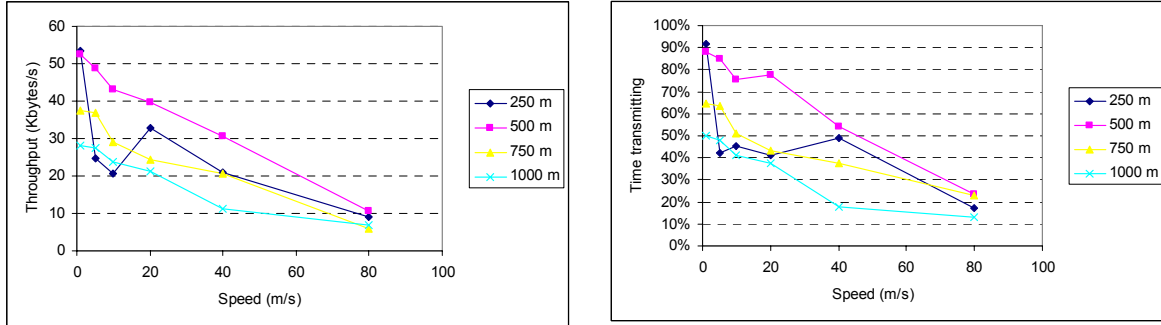 60
50
40
30
20
10
0
Throughput (Kbytes/s)
0 20 40 60 80 100
Speed (m/s)
250 m
500 m
750 m
1000 m
100%
90%
80%
70%
60%
50%
40%
30%
20%
10%
0%
Time transmitting
0 20 40 60 80 100
Speed (m/s)
250 m
500 m
750 m
1000 m